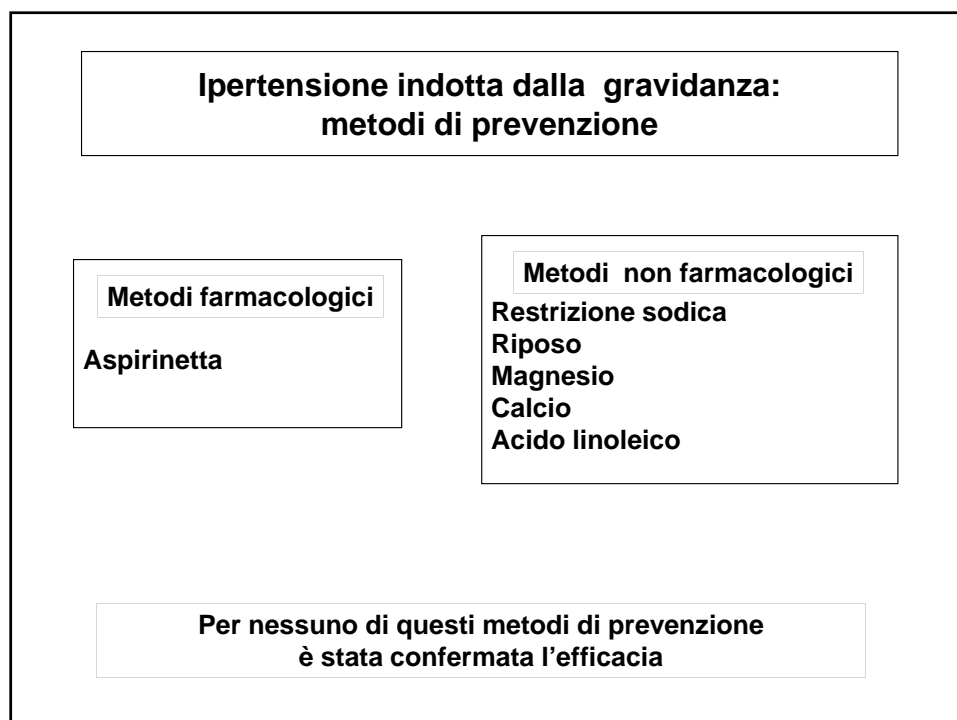 Ipertensione indotta dalla gravidanza:
metodi di prevenzione
Metodi farmacologici
Aspirinetta
Metodi non farmacologici
Restrizione sodica
Riposo
Magnesio
Calcio
Acido linoleico
Per nessuno di questi metodi di prevenzione
è stata confermata l’efficacia